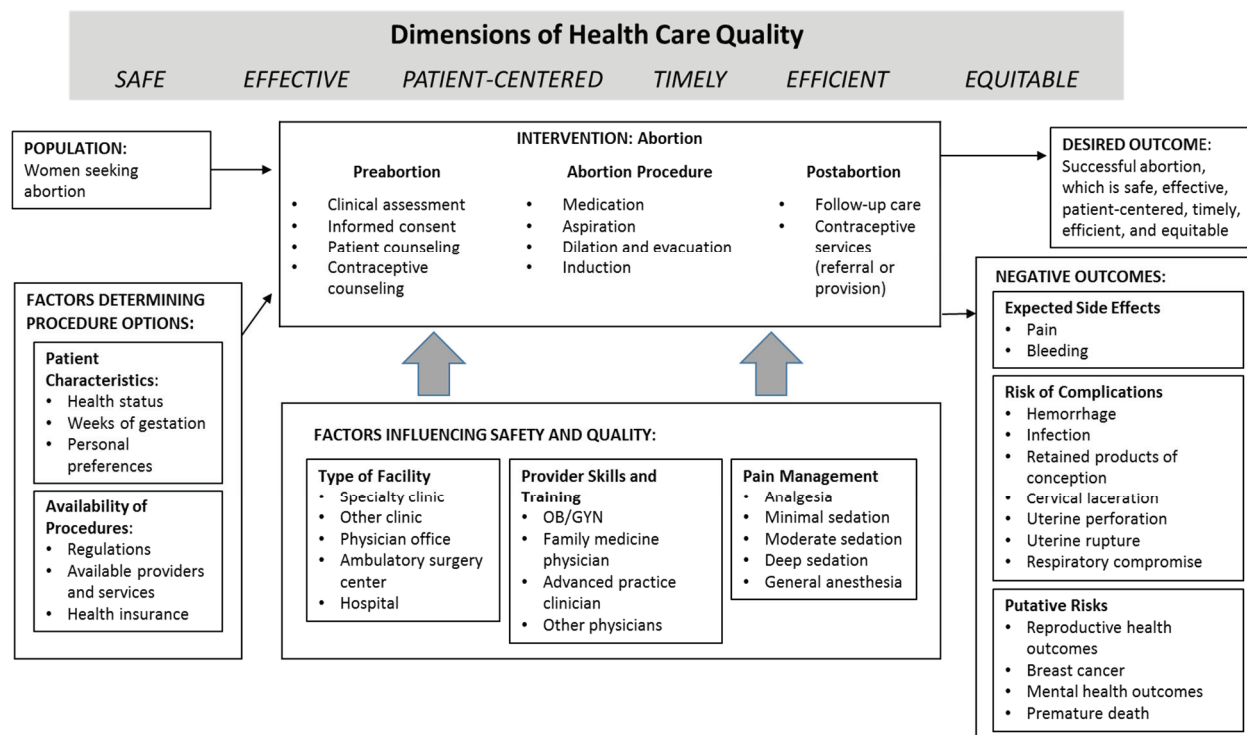 Dimensions of Health Care Quality
SAFE EFFECTIVE PATIENT-CENTERED TIMELY EFFICIENT EQUITABLE
POPULATION:
Women seeking
abortion
FACTORS DETERMINING
PROCEDURE OPTIONS:
Patient
Characteristics:
• Health status
• Weeks of gestation
• Personal
preferences
Availability of
Procedures:
• Regulations
• Available providers
and services
• Health insurance
INTERVENTION: Abortion
Preabortion
• Clinical assessment
• Informed consent
• Patient counseling
• Contraceptive
counseling
Abortion Procedure
• Medication
• Aspiration
• Dilation and evacuation
• Induction
Postabortion
• Follow-up care
• Contraceptive
services
(referral or
provision)
FACTORS INFLUENCING SAFETY AND QUALITY:
Type of Facility
• Specialty clinic
• Other clinic
• Physician office
• Ambulatory surgery
center
• Hospital
Provider Skills and
Training
• OB/GYN
• Family medicine
physician
• Advanced practice
clinician
• Other physicians
Pain Management
• Analgesia
• Minimal sedation
• Moderate sedation
• Deep sedation
• General anesthesia
DESIRED OUTCOME:
Successful abortion,
which is safe, effective,
patient-centered, timely,
efficient, and equitable
NEGATIVE OUTCOMES:
Expected Side Effects
• Pain
• Bleeding
Risk of Complications
• Hemorrhage
• Infection
• Retained products of
conception
• Cervical laceration
• Uterine perforation
• Uterine rupture
• Respiratory compromise
Putative Risks
• Reproductive health
outcomes
• Breast cancer
• Mental health outcomes
• Premature death